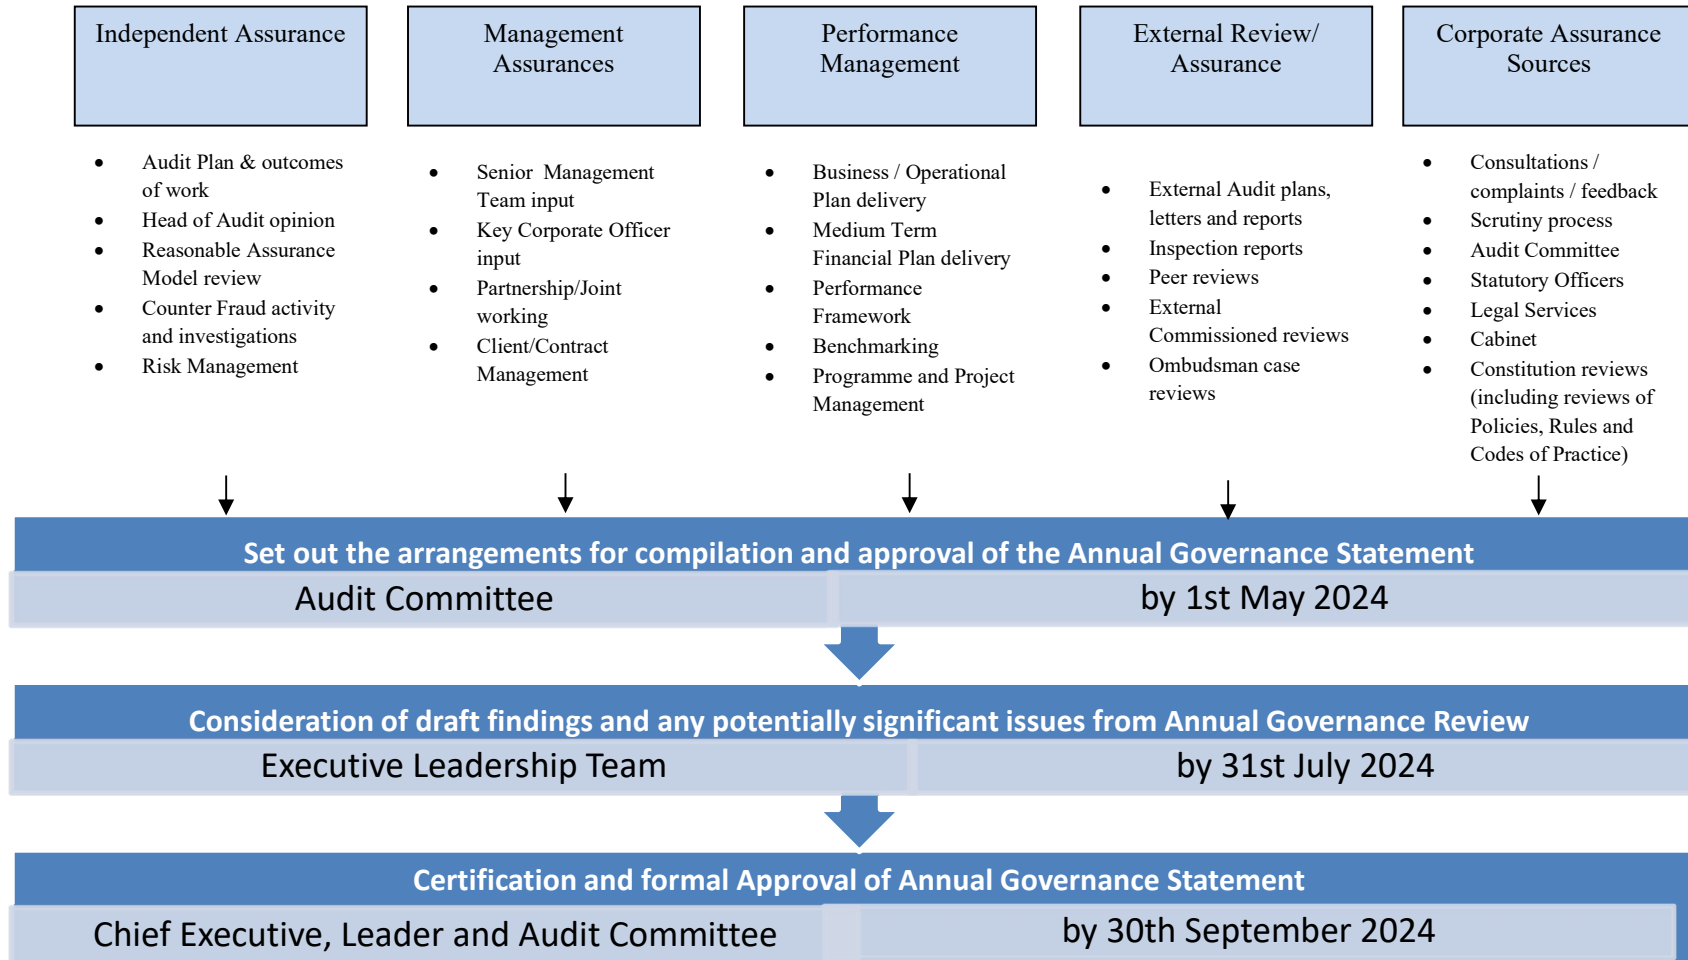 Independent Assurance
Management
Assurances
Performance
Management
External Review/
Assurance
Corporate Assurance
Sources
• Audit Plan & outcomes
of work
• Head of Audit opinion
• Reasonable Assurance
Model review
• Counter Fraud activity
and investigations
• Risk Management
• Senior Management
Team input
• Key Corporate Officer
input
• Partnership/Joint
working
• Client/Contract
Management
• Business / Operational
Plan delivery
• Medium Term
Financial Plan delivery
• Performance
Framework
• Benchmarking
• Programme and Project
Management
• External Audit plans,
letters and reports
• Inspection reports
• Peer reviews
• External
Commissioned reviews
• Ombudsman case
reviews
• Consultations /
complaints / feedback
• Scrutiny process
• Audit Committee
• Statutory Officers
• Legal Services
• Cabinet
• Constitution reviews
(including reviews of
Policies, Rules and
Codes of Practice)
Set out the arrangements for compilation and approval of the Annual Governance Statement
Audit Committee
by 1st May 2024
Consideration of draft findings and any potentially significant issues from Annual Governance Review
Executive Leadership Team
by 31st July 2024
Certification and formal Approval of Annual Governance Statement
Chief Executive, Leader and Audit Committee
by 30th September 2024